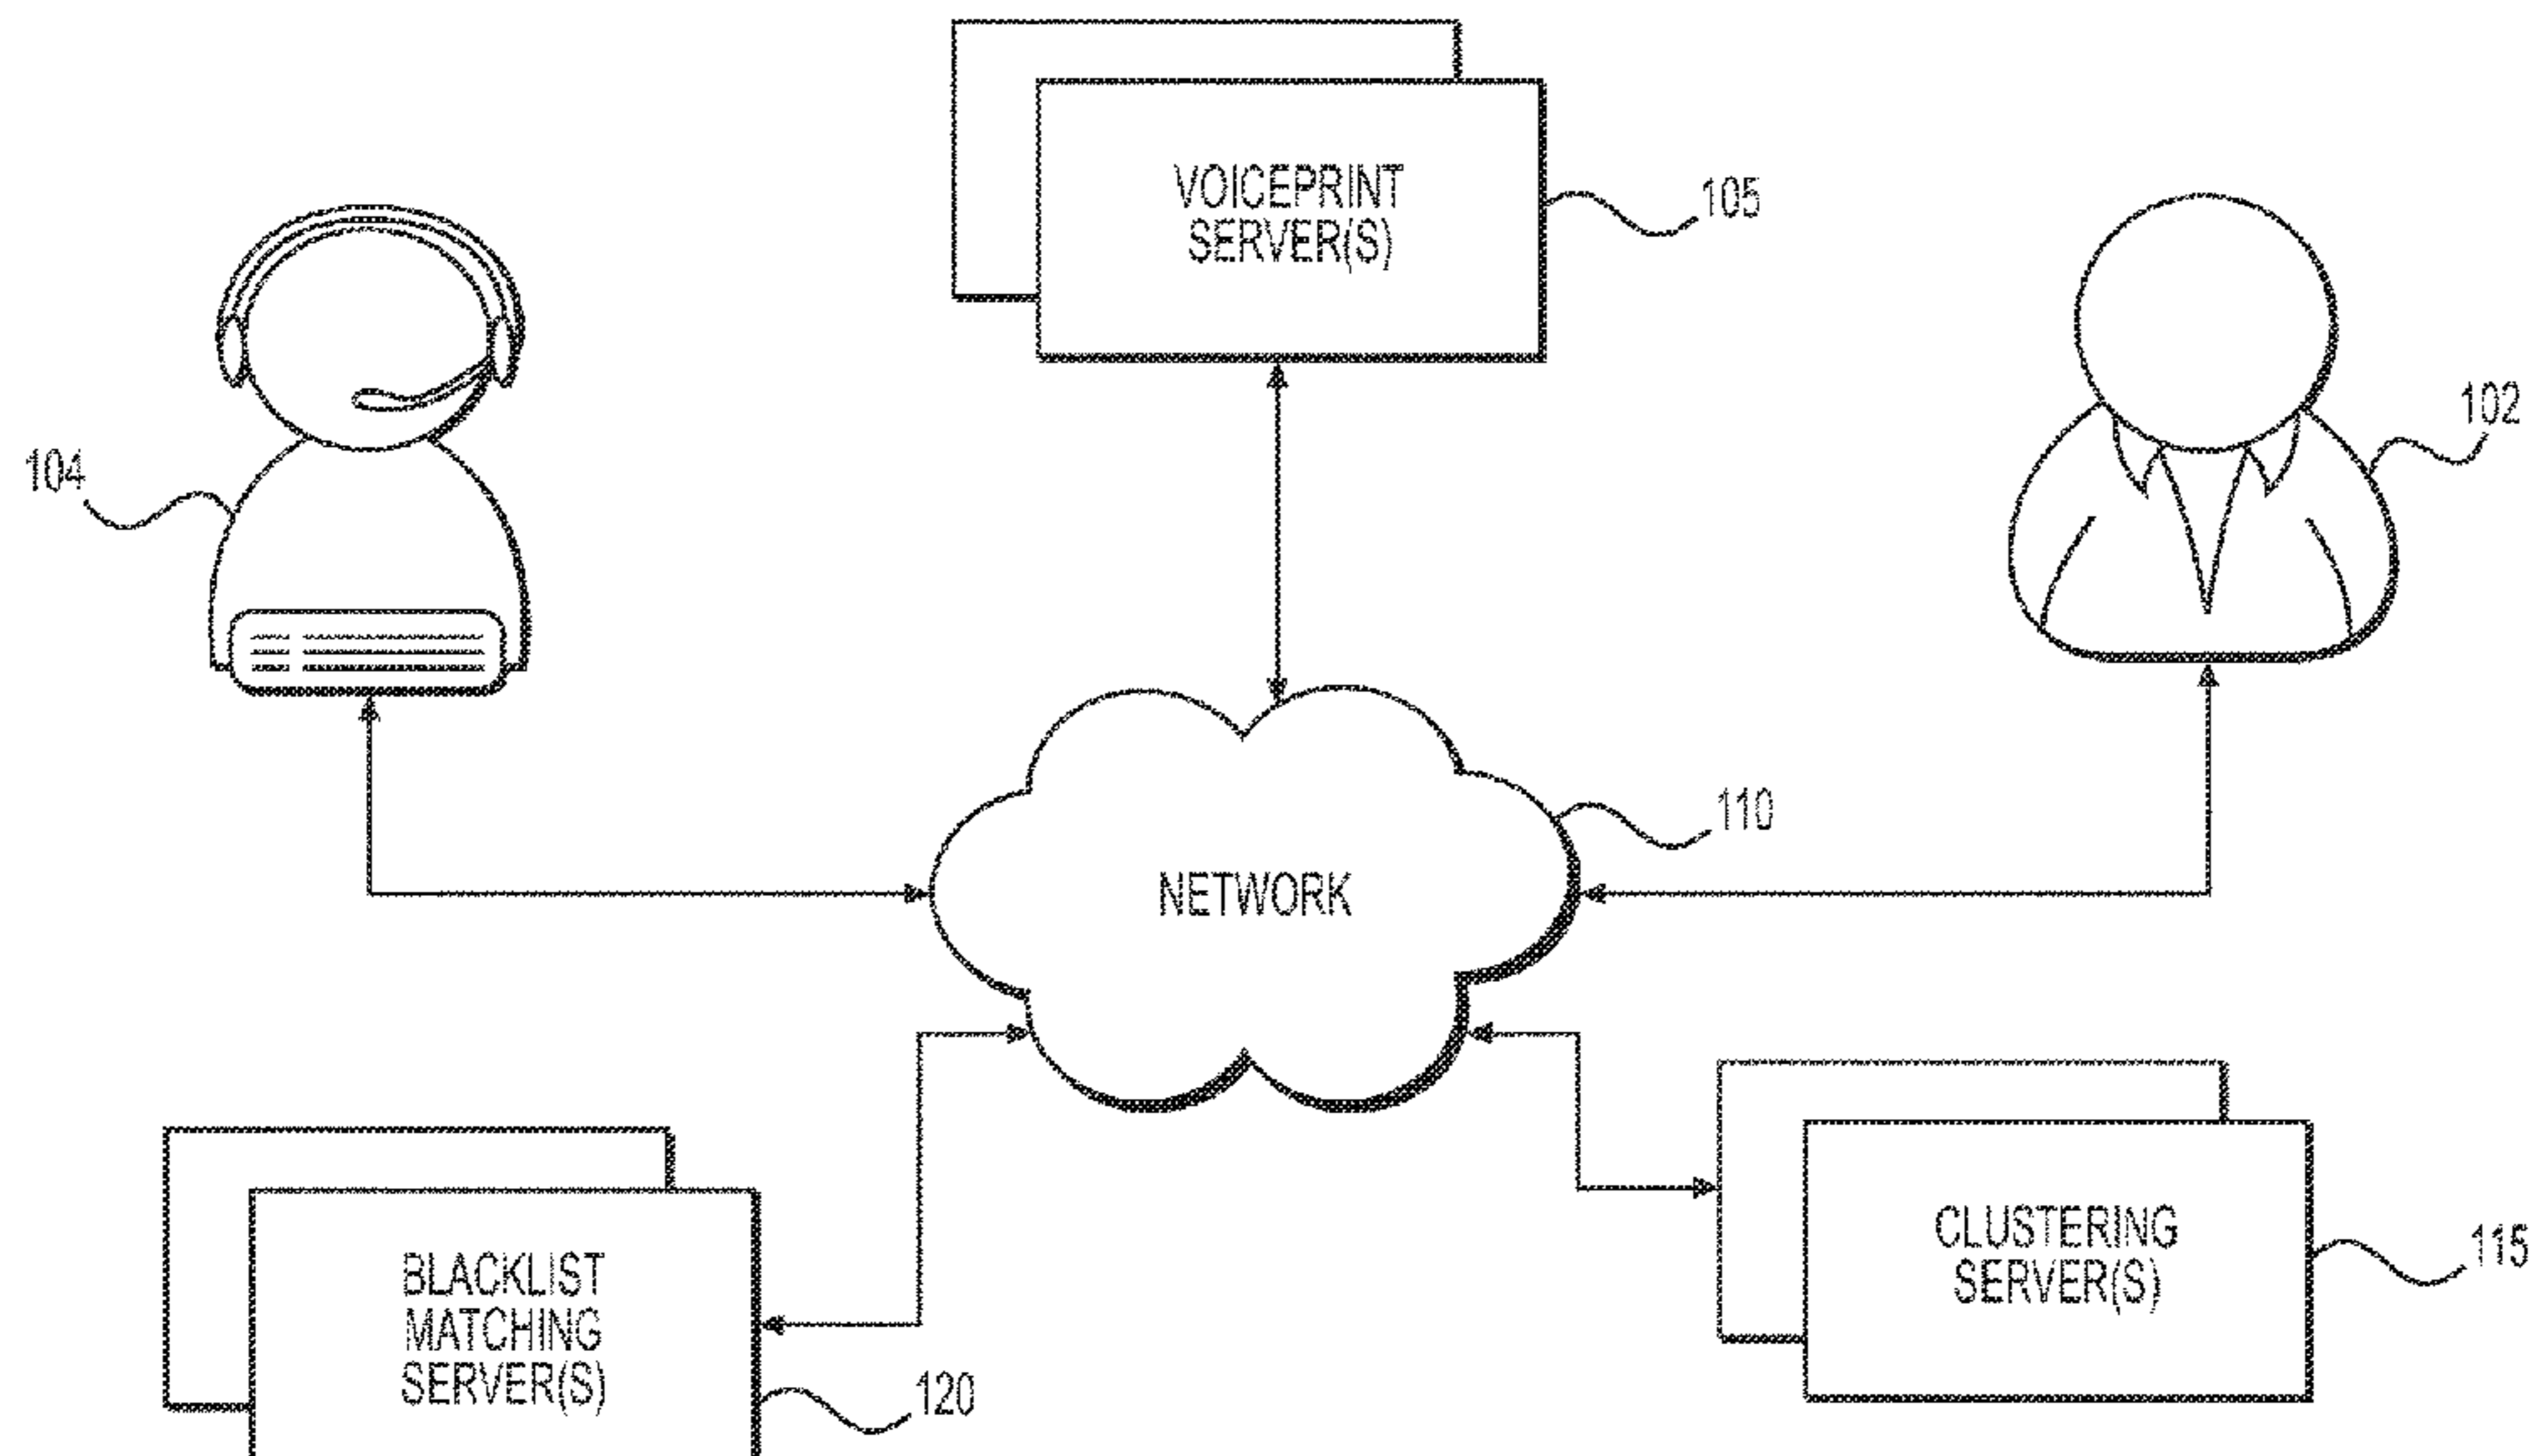 VOICEPRINT
SERVER(S)
105
102
104
110
NETWORK
CLUSTERING
SERVER(S)
115
BLACKLIST
MATCHING
SERVER(S)
120